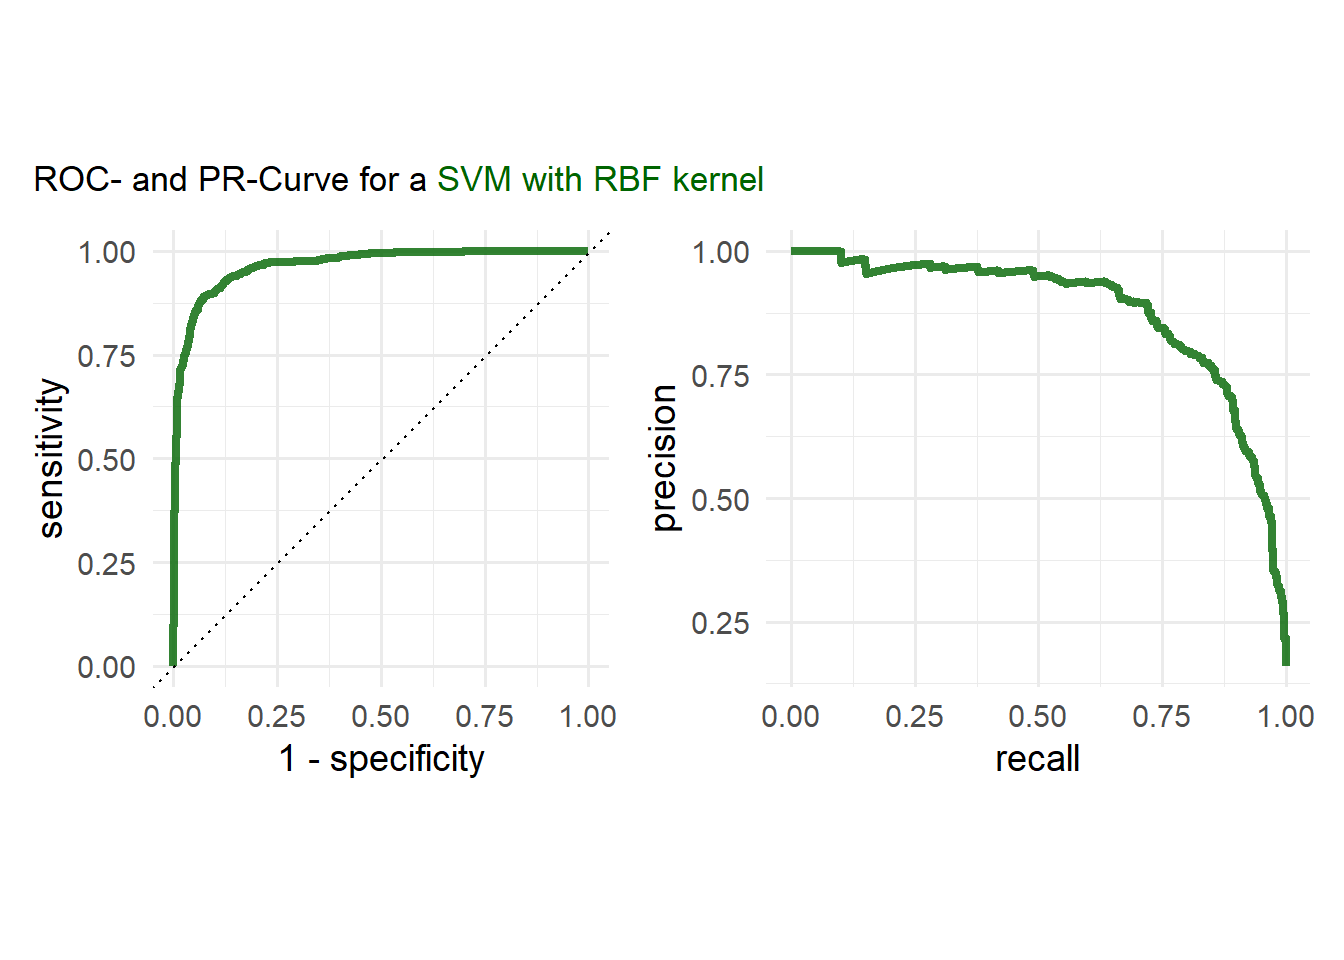 ROC- and PR-Curve for a SVM with RBF kernel
sensitivity
1.00
0.75
0.50
0.25
0.00
0.00 0.25 0.50 0.75 1.00
1 - specificity
precision
1.00
0.75
0.50
0.25
0.00 0.25 0.50 0.75 1.00
recall